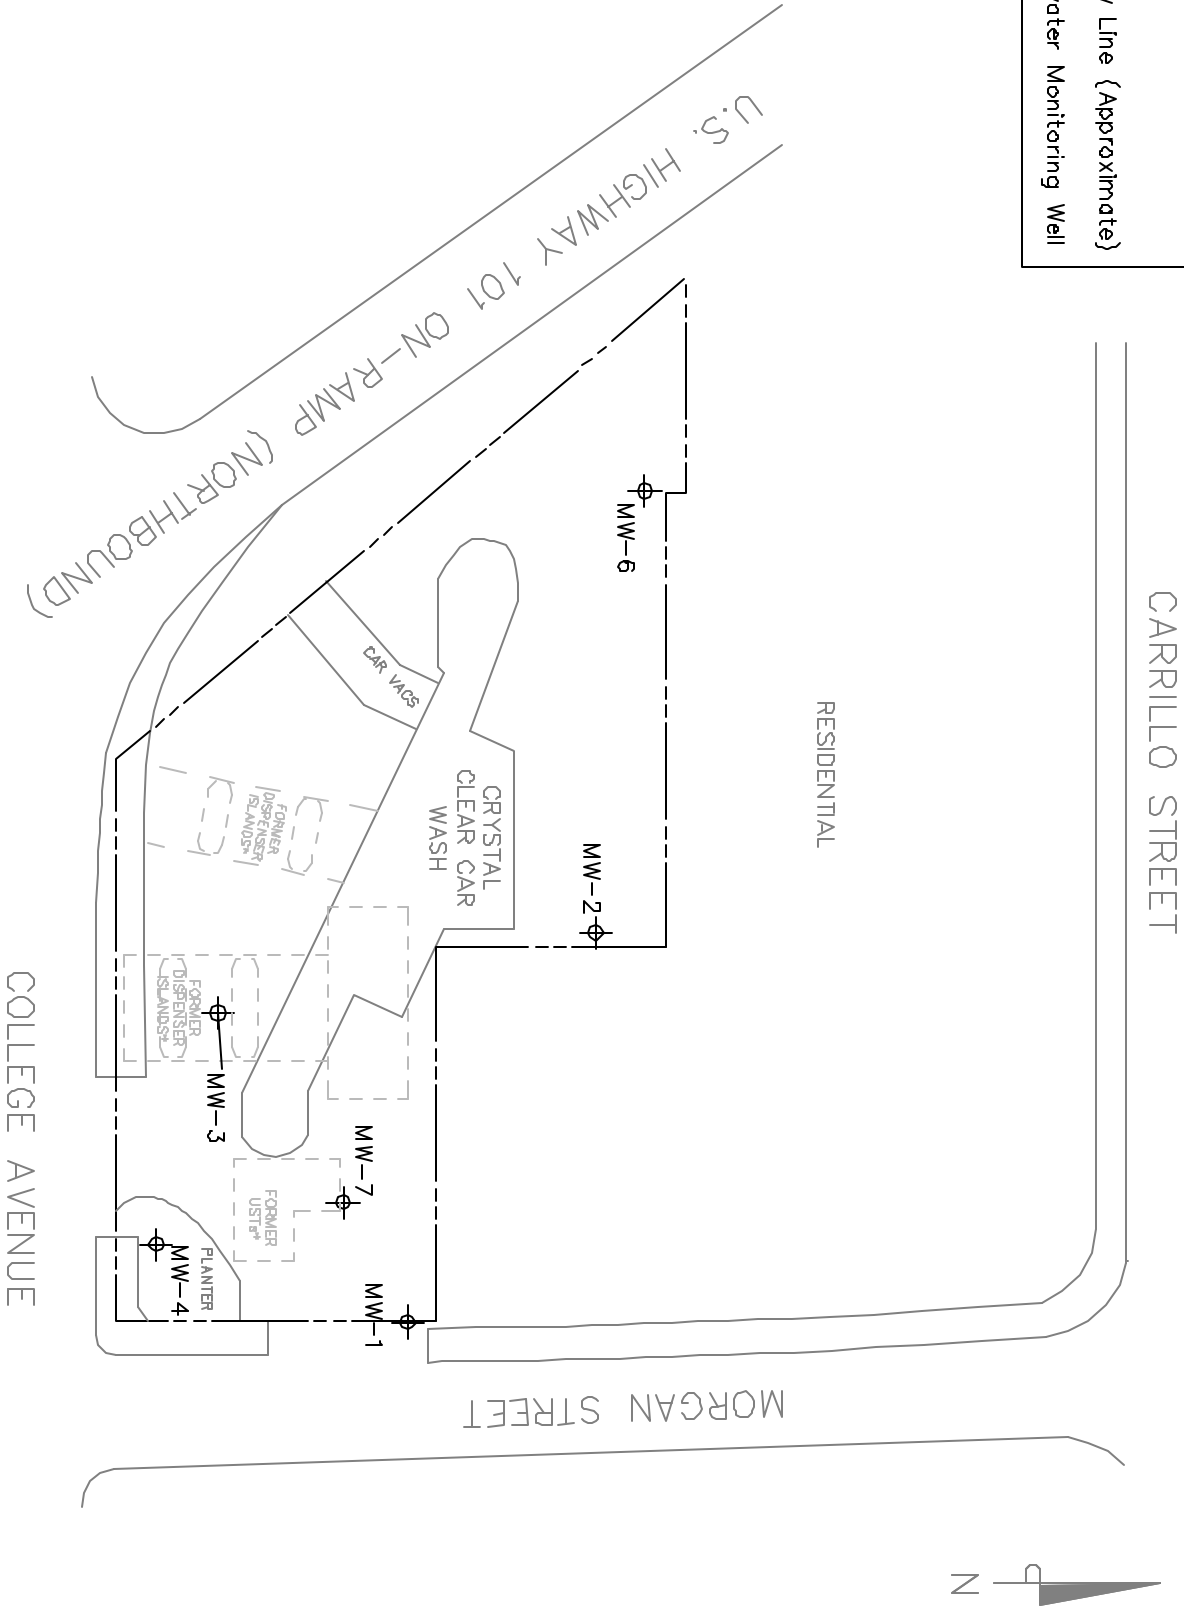 y Line (Approximate)
water Monitoring Well
U.S. HIGHWAY 101 ON-RAMP (NORTHBOUND)
CARRILLO STREET
MW-6
RESIDENTIAL
CAR VACS
CRYSTAL
CLEAR CAR
WASH
MW-2
FORMER
DISPENSER
ISLANDS*
FORMER
DISPENSER
ISLANDS*
MW-3
MW-7
FORMER
USTs*
PLANTER
MW-4
MW-1
COLLEGE AVENUE
MORGAN STREET
N